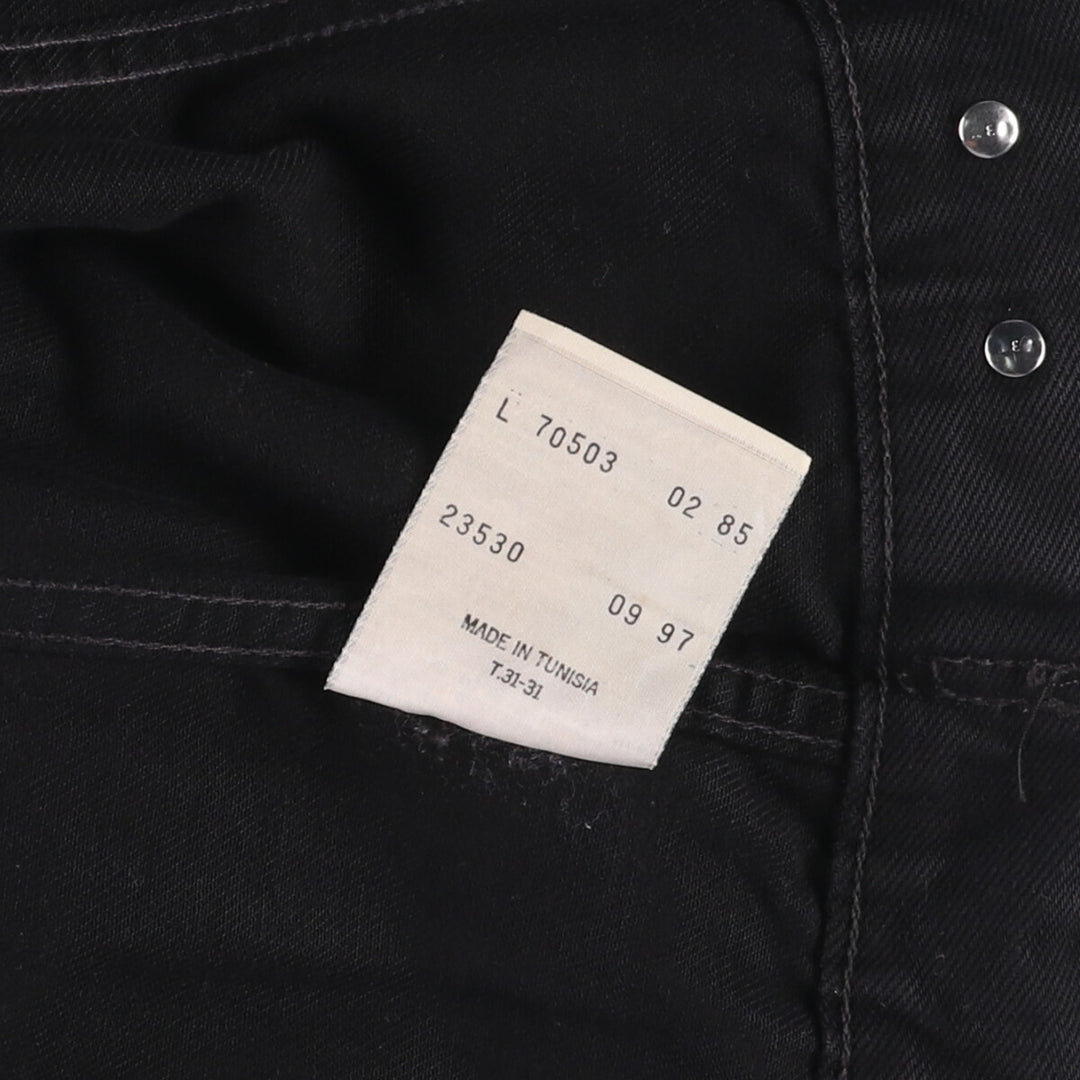 L 70503 02 85
23530 09 97
MADE IN TUNISIA
T.31-31